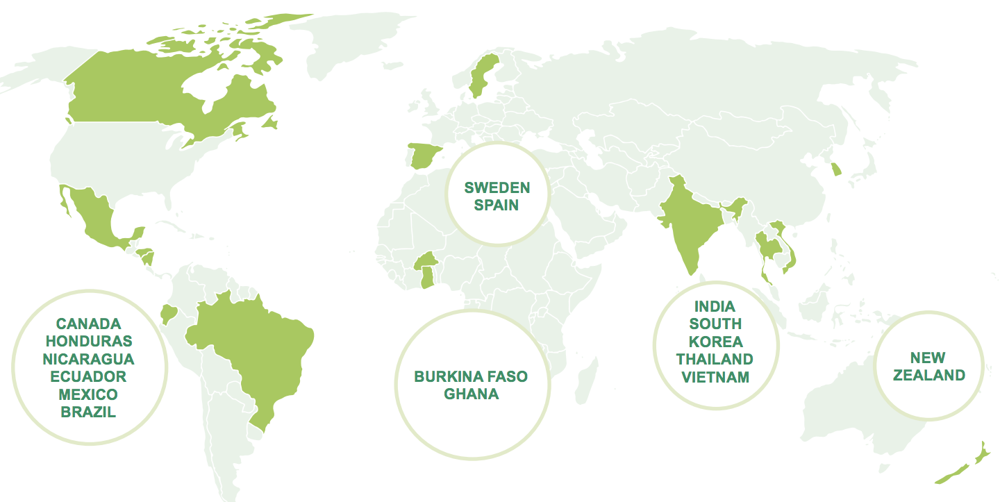 SWEDEN
SPAIN
CANADA
HONDURAS
NICARAGUA
ECUADOR
MEXICO
BRAZIL
BURKINA FASO
GHANA
INDIA
SOUTH
KOREA
THAILAND
VIETNAM
NEW
ZEALAND